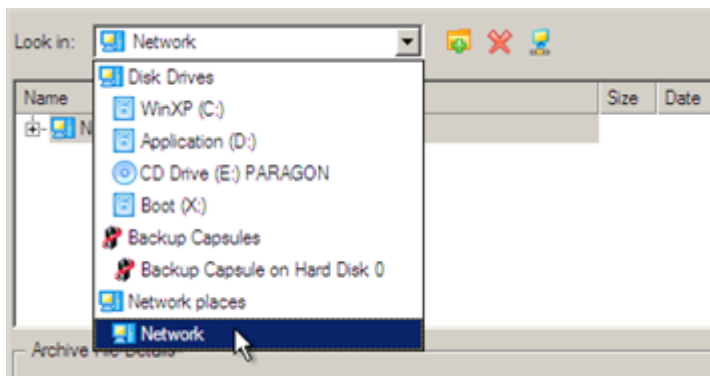 Look in: Network
Disk Drives
Name Size Date
WinXP (C:)
N
Application (D:)
CD Drive (E:) PARAGON
Boot (X:)
Backup Capsules
Backup Capsule on Hard Disk 0
Network places
Network
Archive File Details